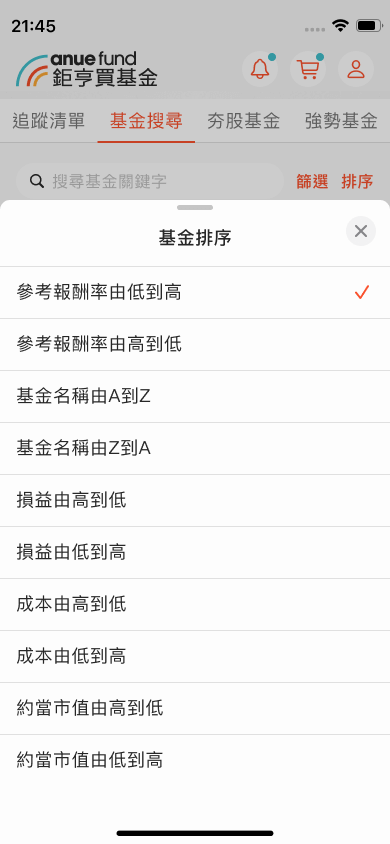 21:45
anue fund
鉅亨買基金
追蹤清單
基金搜尋
夯股基金
強勢基金
搜尋基金關鍵字
篩選
排序
基金排序
參考報酬率由低到高
參考報酬率由高到低
基金名稱由A到Z
基金名稱由Z到A
損益由高到低
損益由低到高
成本由高到低
成本由低到高
約當市值由高到低
約當市值由低到高